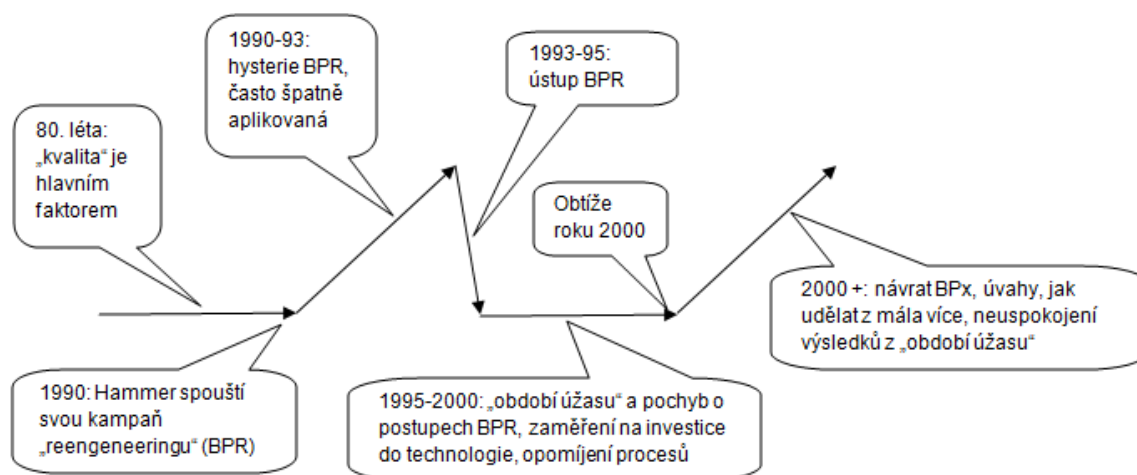 80. léta:
„kvalita“ je
hlavním
faktorem
1990: Hammer spouští
svou kampaň
„reengeneeringu“ (BPR)
1990-93:
hysterie BPR,
často špatně
aplikovaná
1993-95:
ústup BPR
1995-2000: „období úžasu“ a pochyb o
postupech BPR, zaměření na investice
do technologie, opomíjení procesů
Obtíže
roku 2000
2000 +: návrat BPx, úvahy, jak
udělat z mála více, neuspokojení
výsledků z „období úžasu“